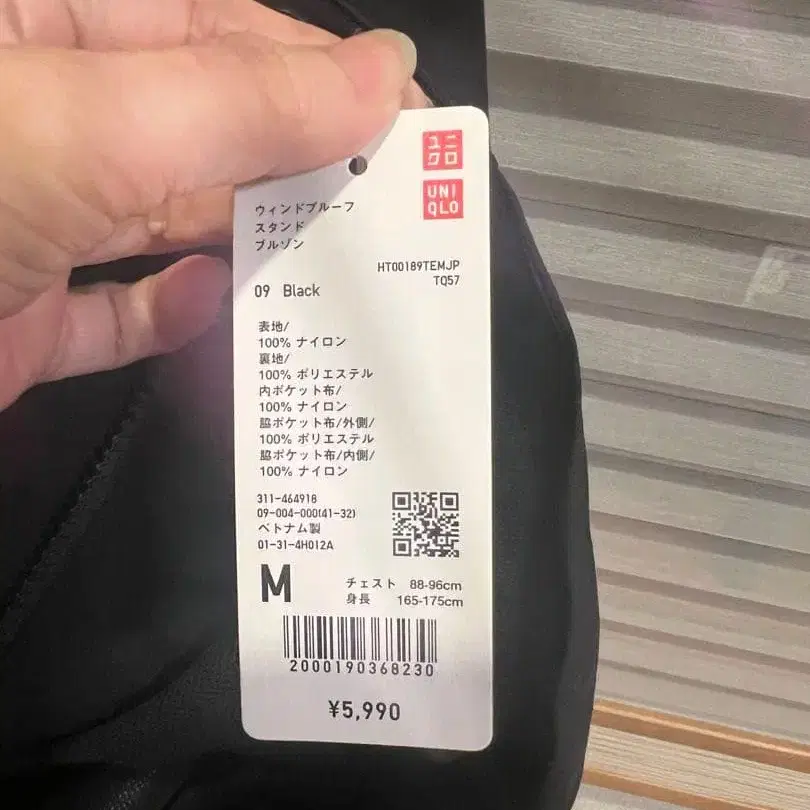 ユニ
クロ
UNI
QLO
ウィンドプルーフ
スタンド
ブルゾン
HT00189TEMJP
TQ57
09 Black
表地/
100% ナイロン
裏地/
100% ポリエステル
内ポケット布/
100% ナイロン
脇ポケット布/外側/
100% ポリエステル
脇ポケット布/内側/
100% ナイロン
311-464918
09-004-000(41-32)
ベトナム製
01-31-4H012A
M
チェスト 88-96cm
身長 165-175cm
2000190368230
¥5,990